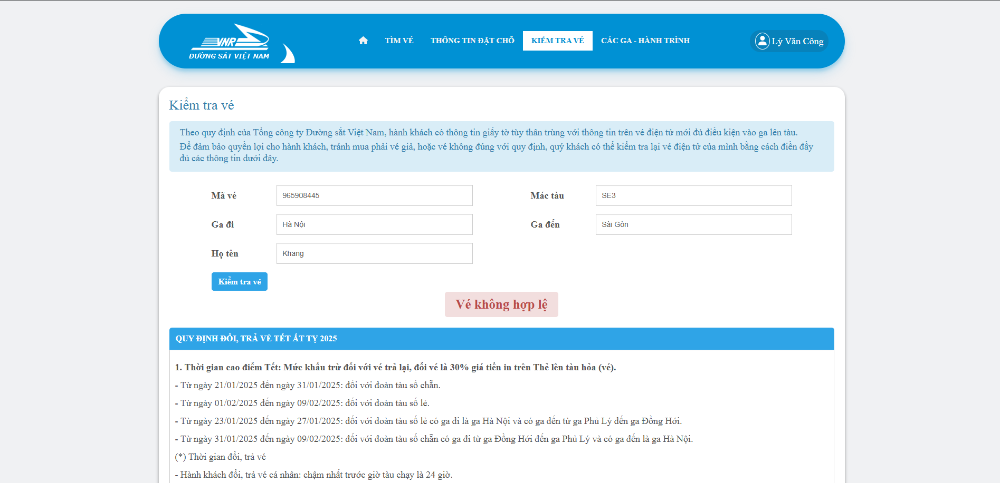 VNR
ĐƯỜNG SẮT VIỆT NAM
TÌM VÉ
THÔNG TIN ĐẶT CHỖ
KIỂM TRA VÉ
CÁC GA - HÀNH TRÌNH
Lý Văn Công
Kiểm tra vé
Theo quy định của Tổng công ty Đường sắt Việt Nam, hành khách có thông tin giấy tờ tùy thân trùng với thông tin trên vé điện tử mới đủ điều kiện vào ga lên tàu.
Để đảm bảo quyền lợi cho hành khách, tránh mua phải vé giả, hoặc vé không đúng với quy định, quý khách có thể kiểm tra lại vé điện tử của mình bằng cách điền đầy
đủ các thông tin dưới đây.
Mã vé 965908445 Mác tàu SE3
Ga đi Hà Nội Ga đến Sài Gòn
Họ tên Khang
Kiểm tra vé
Vé không hợp lệ
QUY ĐỊNH ĐỔI, TRẢ VÉ TẾT ẤT TỴ 2025
1. Thời gian cao điểm Tết: Mức khấu trừ đối với vé trả lại, đổi vé là 30% giá tiền in trên Thẻ lên tàu hỏa (vé).
- Từ ngày 21/01/2025 đến ngày 31/01/2025: đối với đoàn tàu số chẵn.
- Từ ngày 01/02/2025 đến ngày 09/02/2025: đối với đoàn tàu số lẻ.
- Từ ngày 23/01/2025 đến ngày 27/01/2025: đối với đoàn tàu số lẻ có ga đi là ga Hà Nội và có ga đến từ ga Phủ Lý đến ga Đồng Hới.
- Từ ngày 31/01/2025 đến ngày 09/02/2025: đối với đoàn tàu số chẵn có ga đi từ ga Đồng Hới đến ga Phủ Lý và có ga đến là ga Hà Nội.
(*) Thời gian đổi, trả vé
- Hành khách đổi, trả vé cá nhân: chậm nhất trước giờ tàu chạy là 24 giờ.